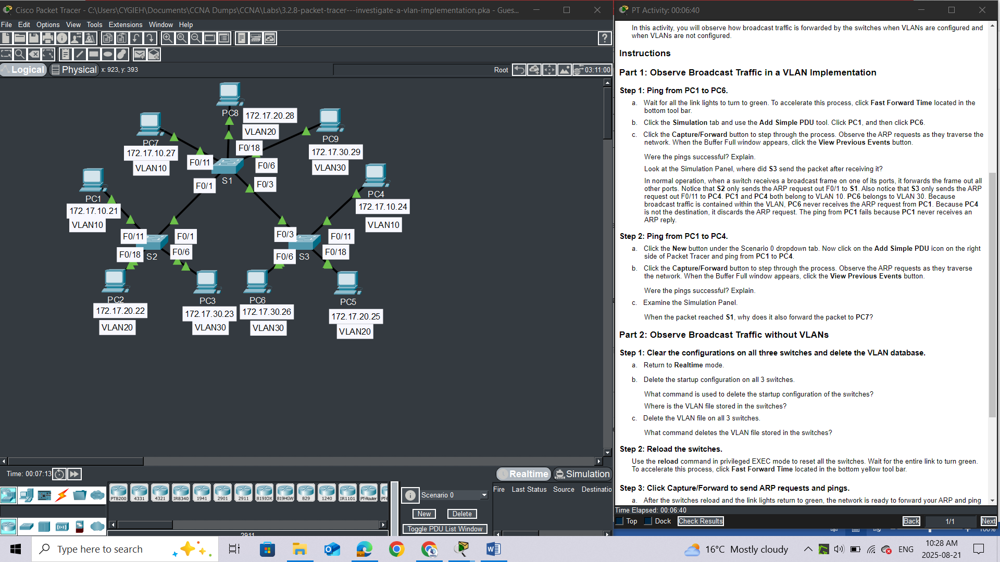 Cisco Packet Tracer - C:\Users\CYGIEH\Documents\CCNA Dumps\CCNA\Labs\3.2.8-packet-tracer---investigate-a-vlan-implementation.pka - Gues...
File Edit Options View Tools Extensions Window Help
Logical Physical x: 923, y: 393
Root 03:11:00
PC8
172.17.20.28
VLAN20
PC7
172.17.10.27
VLAN10
PC9
172.17.30.29
VLAN30
F0/18
F0/11
F0/6
S1
F0/1
F0/3
PC1
172.17.10.21
VLAN10
PC4
172.17.10.24
VLAN10
F0/11
F0/1
F0/18
F0/6
S2
F0/3
F0/11
F0/6
F0/18
S3
PC2
172.17.20.22
VLAN20
PC3
172.17.30.23
VLAN30
PC6
172.17.30.26
VLAN30
PC5
172.17.20.25
VLAN20
Time: 00:07:13
Realtime Simulation
PT8200 4331 4321 IR8340 1941 2901 2911 819IOX 819HGW 829 1240 IR1101 PT-Router
2911
Scenario 0
New Delete
Toggle PDU List Window
Fire Last Status Source Destinatio
PT Activity: 00:06:40
In this activity, you will observe how broadcast traffic is forwarded by the switches when VLANs are configured and
when VLANs are not configured.
Instructions
Part 1: Observe Broadcast Traffic in a VLAN Implementation
Step 1: Ping from PC1 to PC6.
a. Wait for all the link lights to turn to green. To accelerate this process, click Fast Forward Time located in the
bottom tool bar.
b. Click the Simulation tab and use the Add Simple PDU tool. Click PC1, and then click PC6.
c. Click the Capture/Forward button to step through the process. Observe the ARP requests as they traverse the
network. When the Buffer Full window appears, click the View Previous Events button.
Were the pings successful? Explain.
Look at the Simulation Panel, where did S3 send the packet after receiving it?
In normal operation, when a switch receives a broadcast frame on one of its ports, it forwards the frame out all
other ports. Notice that S2 only sends the ARP request out F0/1 to S1. Also notice that S3 only sends the ARP
request out F0/11 to PC4. PC1 and PC4 both belong to VLAN 10. PC6 belongs to VLAN 30. Because
broadcast traffic is contained within the VLAN, PC6 never receives the ARP request from PC1. Because PC4
is not the destination, it discards the ARP request. The ping from PC1 fails because PC1 never receives an
ARP reply.
Step 2: Ping from PC1 to PC4.
a. Click the New button under the Scenario 0 dropdown tab. Now click on the Add Simple PDU icon on the right
side of Packet Tracer and ping from PC1 to PC4.
b. Click the Capture/Forward button to step through the process. Observe the ARP requests as they traverse
the network. When the Buffer Full window appears, click the View Previous Events button.
Were the pings successful? Explain.
c. Examine the Simulation Panel.
When the packet reached S1, why does it also forward the packet to PC7?
Part 2: Observe Broadcast Traffic without VLANs
Step 1: Clear the configurations on all three switches and delete the VLAN database.
a. Return to Realtime mode.
b. Delete the startup configuration on all 3 switches.
What command is used to delete the startup configuration of the switches?
Where is the VLAN file stored in the switches?
c. Delete the VLAN file on all 3 switches.
What command deletes the VLAN file stored in the switches?
Step 2: Reload the switches.
Use the reload command in privileged EXEC mode to reset all the switches. Wait for the entire link to turn green.
To accelerate this process, click Fast Forward Time located in the bottom yellow tool bar.
Step 3: Click Capture/Forward to send ARP requests and pings.
a. After the switches reload and the link lights return to green, the network is ready to forward your ARP and ping
Time Elapsed: 00:06:40
Top Dock Check Results Back 1/1 Next
100%
Type here to search
16°C Mostly cloudy
ENG
10:28 AM
2025-08-21